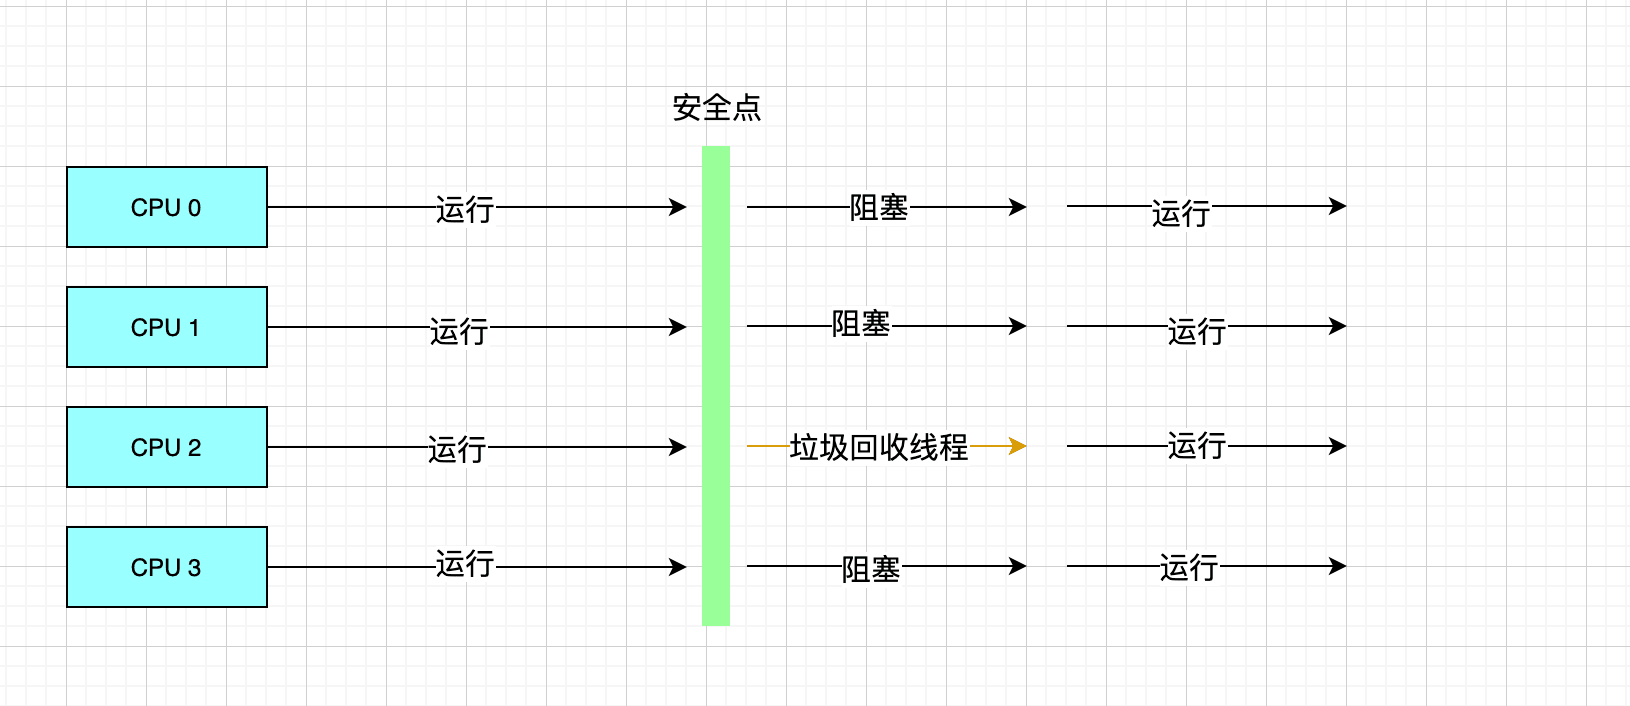 安全点
CPU 0 运行 阻塞 运行
CPU 1 运行 阻塞 运行
CPU 2 运行 垃圾回收线程 运行
CPU 3 运行 阻塞 运行